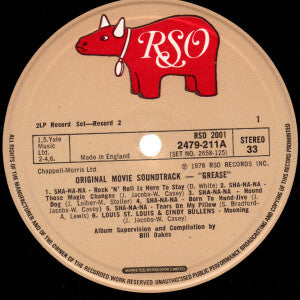 RSO
2LP Record Set—Record 2
1
1,5.Yale
Music Ltd.
2-4,6.
Made in England
RSD 2001
2479-211A
(SET NO. 2658-125)
STEREO
33
Chappell-Morris Ltd
℗ 1978 RSO RECORDS INC.
ORIGINAL MOVIE SOUNDTRACK — "GREASE"
1. SHA-NA-NA - Rock 'N' Roll is Here to Stay (D. White) 2. SHA-NA-NA -
Those Magic Changes (J. Jacobs-W. Casey) 3. SHA-NA-NA - Hound
Dog (J. Leiber-M. Stoller) 4. SHA-NA-NA - Born To Hand-Jive (J.
Jacobs-W. Casey) 5. SHA-NA-NA - Tears On My Pillow (S. Bradford-
A. Lewis) 6. LOUIS ST. LOUIS & CINDY BULLENS - Mooning
(J. Jacobs-W. Casey)
Album Supervision and Compilation by
Bill Oakes
ALL RIGHTS OF THE MANUFACTURER AND OF THE OWNER OF THE RECORDED WORK RESERVED UNAUTHORISED PUBLIC PERFORMANCE BROADCASTING AND COPYING OF THIS RECORD PROHIBITED